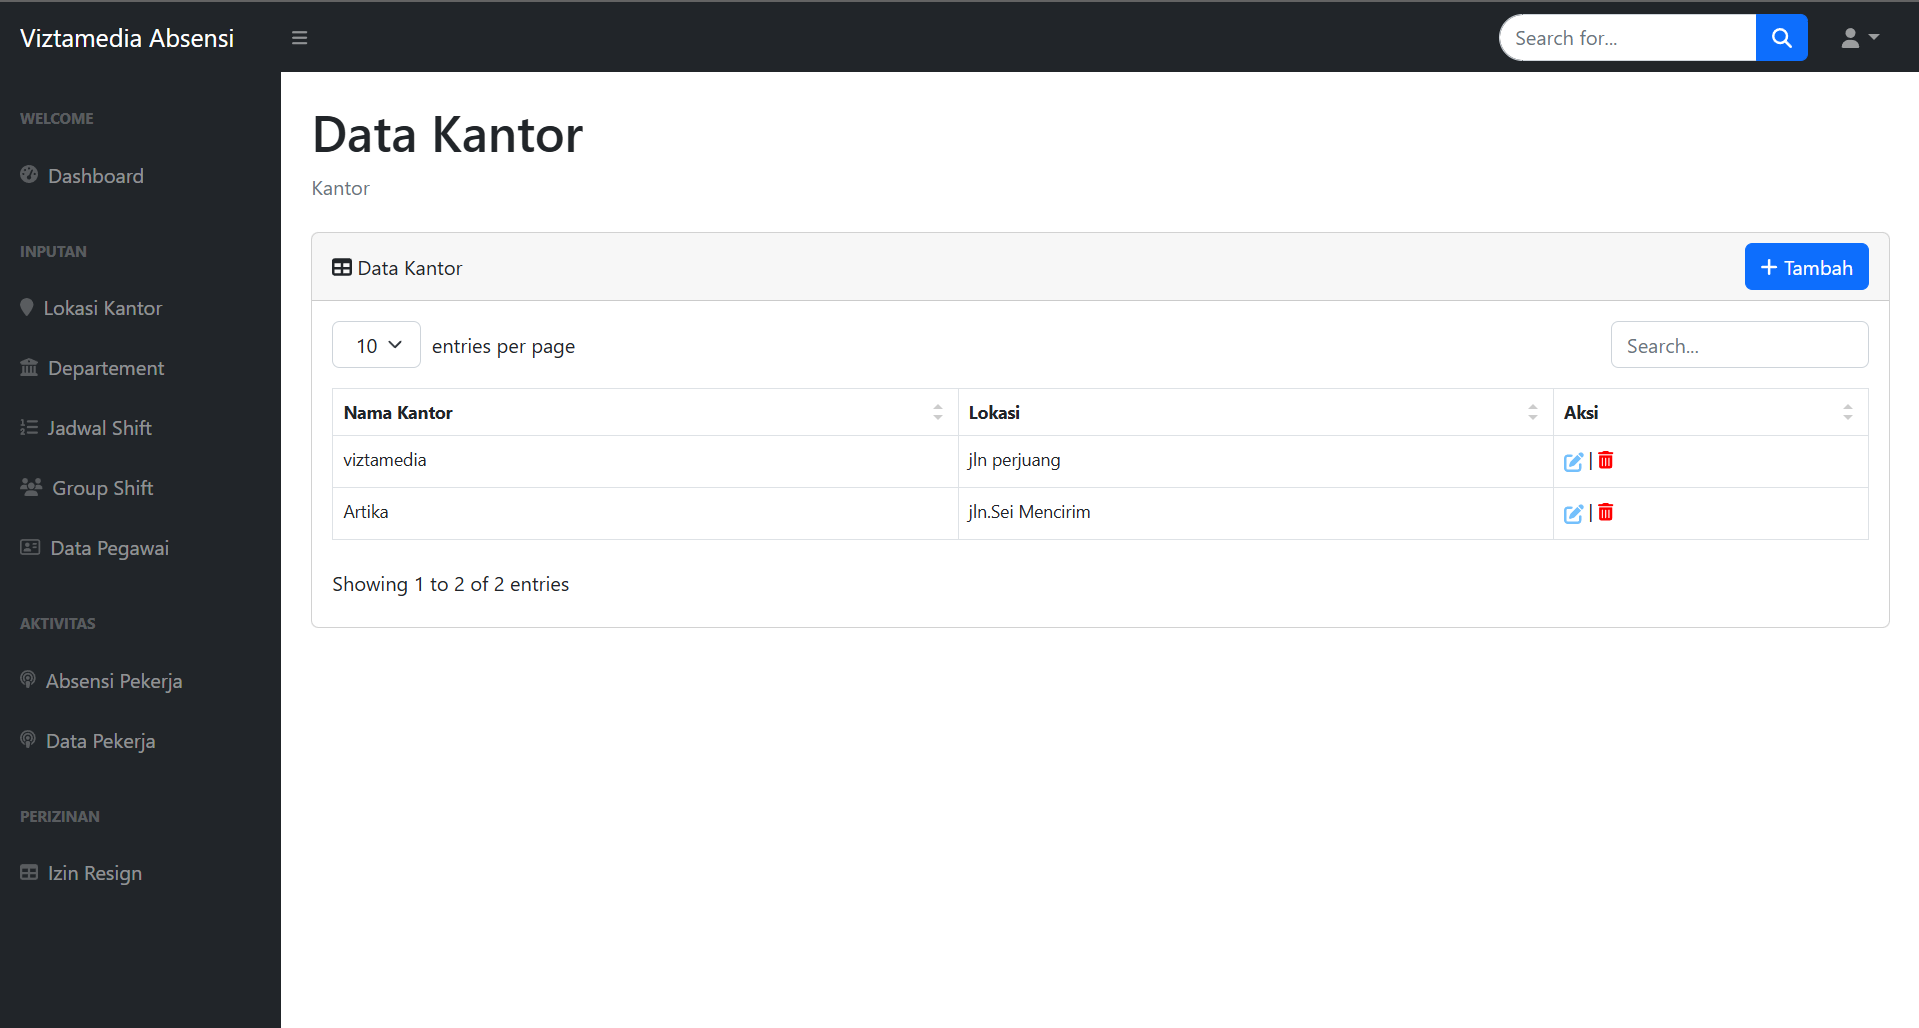 Viztamedia Absensi
Search for...
WELCOME
Dashboard
INPUTAN
Lokasi Kantor
Departement
Jadwal Shift
Group Shift
Data Pegawai
AKTIVITAS
Absensi Pekerja
Data Pekerja
PERIZINAN
Izin Resign
Data Kantor
Kantor
Data Kantor
+ Tambah
10 entries per page
Search...
Nama Kantor Lokasi Aksi
viztamedia jln perjuang |
Artika jln.Sei Mencirim |
Showing 1 to 2 of 2 entries